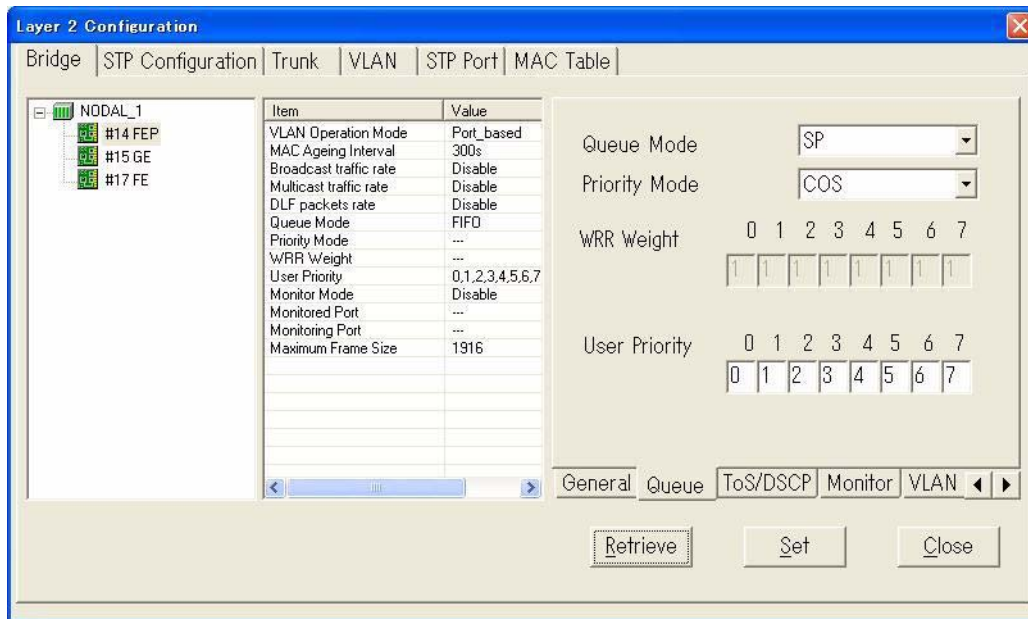 Layer 2 Configuration
Bridge STP Configuration Trunk VLAN STP Port MAC Table
NODAL_1
#14 FEP
#15 GE
#17 FE
Item Value
VLAN Operation Mode Port_based
MAC Ageing Interval 300s
Broadcast traffic rate Disable
Multicast traffic rate Disable
DLF packets rate Disable
Queue Mode FIFO
Priority Mode ---
WRR Weight ---
User Priority 0,1,2,3,4,5,6,7
Monitor Mode Disable
Monitored Port ---
Monitoring Port ---
Maximum Frame Size 1916
Queue Mode SP
Priority Mode COS
0 1 2 3 4 5 6 7
WRR Weight
1 1 1 1 1 1 1 1
User Priority 0 1 2 3 4 5 6 7
0 1 2 3 4 5 6 7
General Queue ToS/DSCP Monitor VLAN
Retrieve Set Close